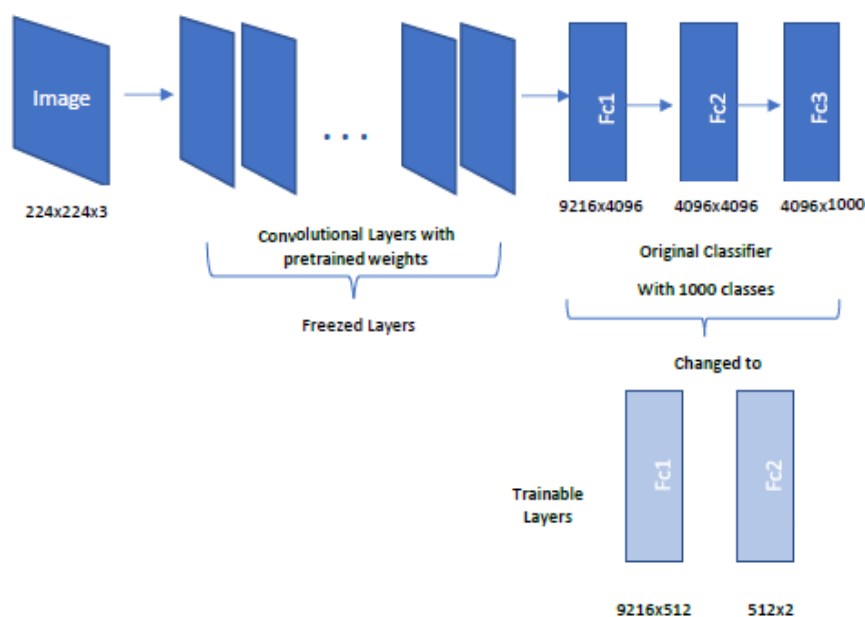 Image
Fc1
Fc2
Fc3
224x224x3
9216x4096
4096x4096
4096x1000
Convolutional Layers with
pretrained weights
Original Classifier
With 1000 classes
Freezed Layers
Changed to
Fc1
Fc2
Trainable
Layers
9216x512
512x2